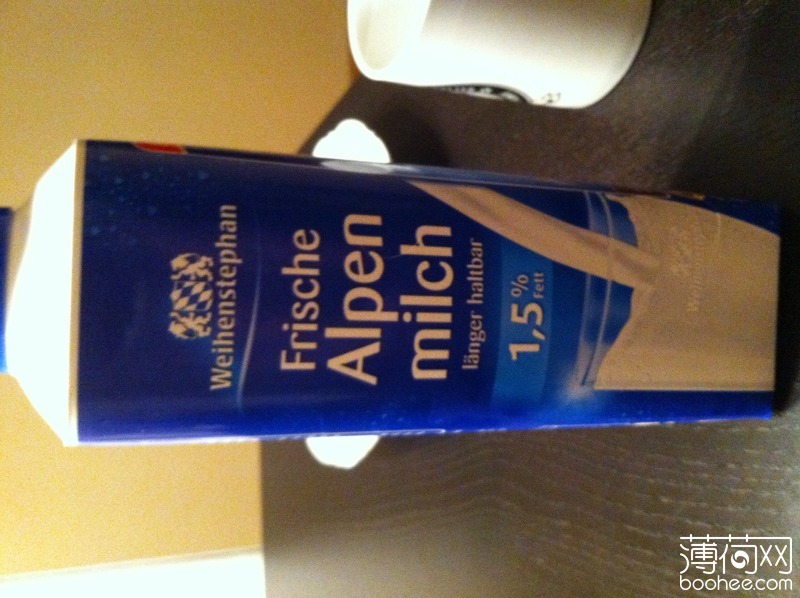 Weihenstephan
Frische
Alpen
milch
länger haltbar
1,5%
Fett
薄荷网
boohee.com